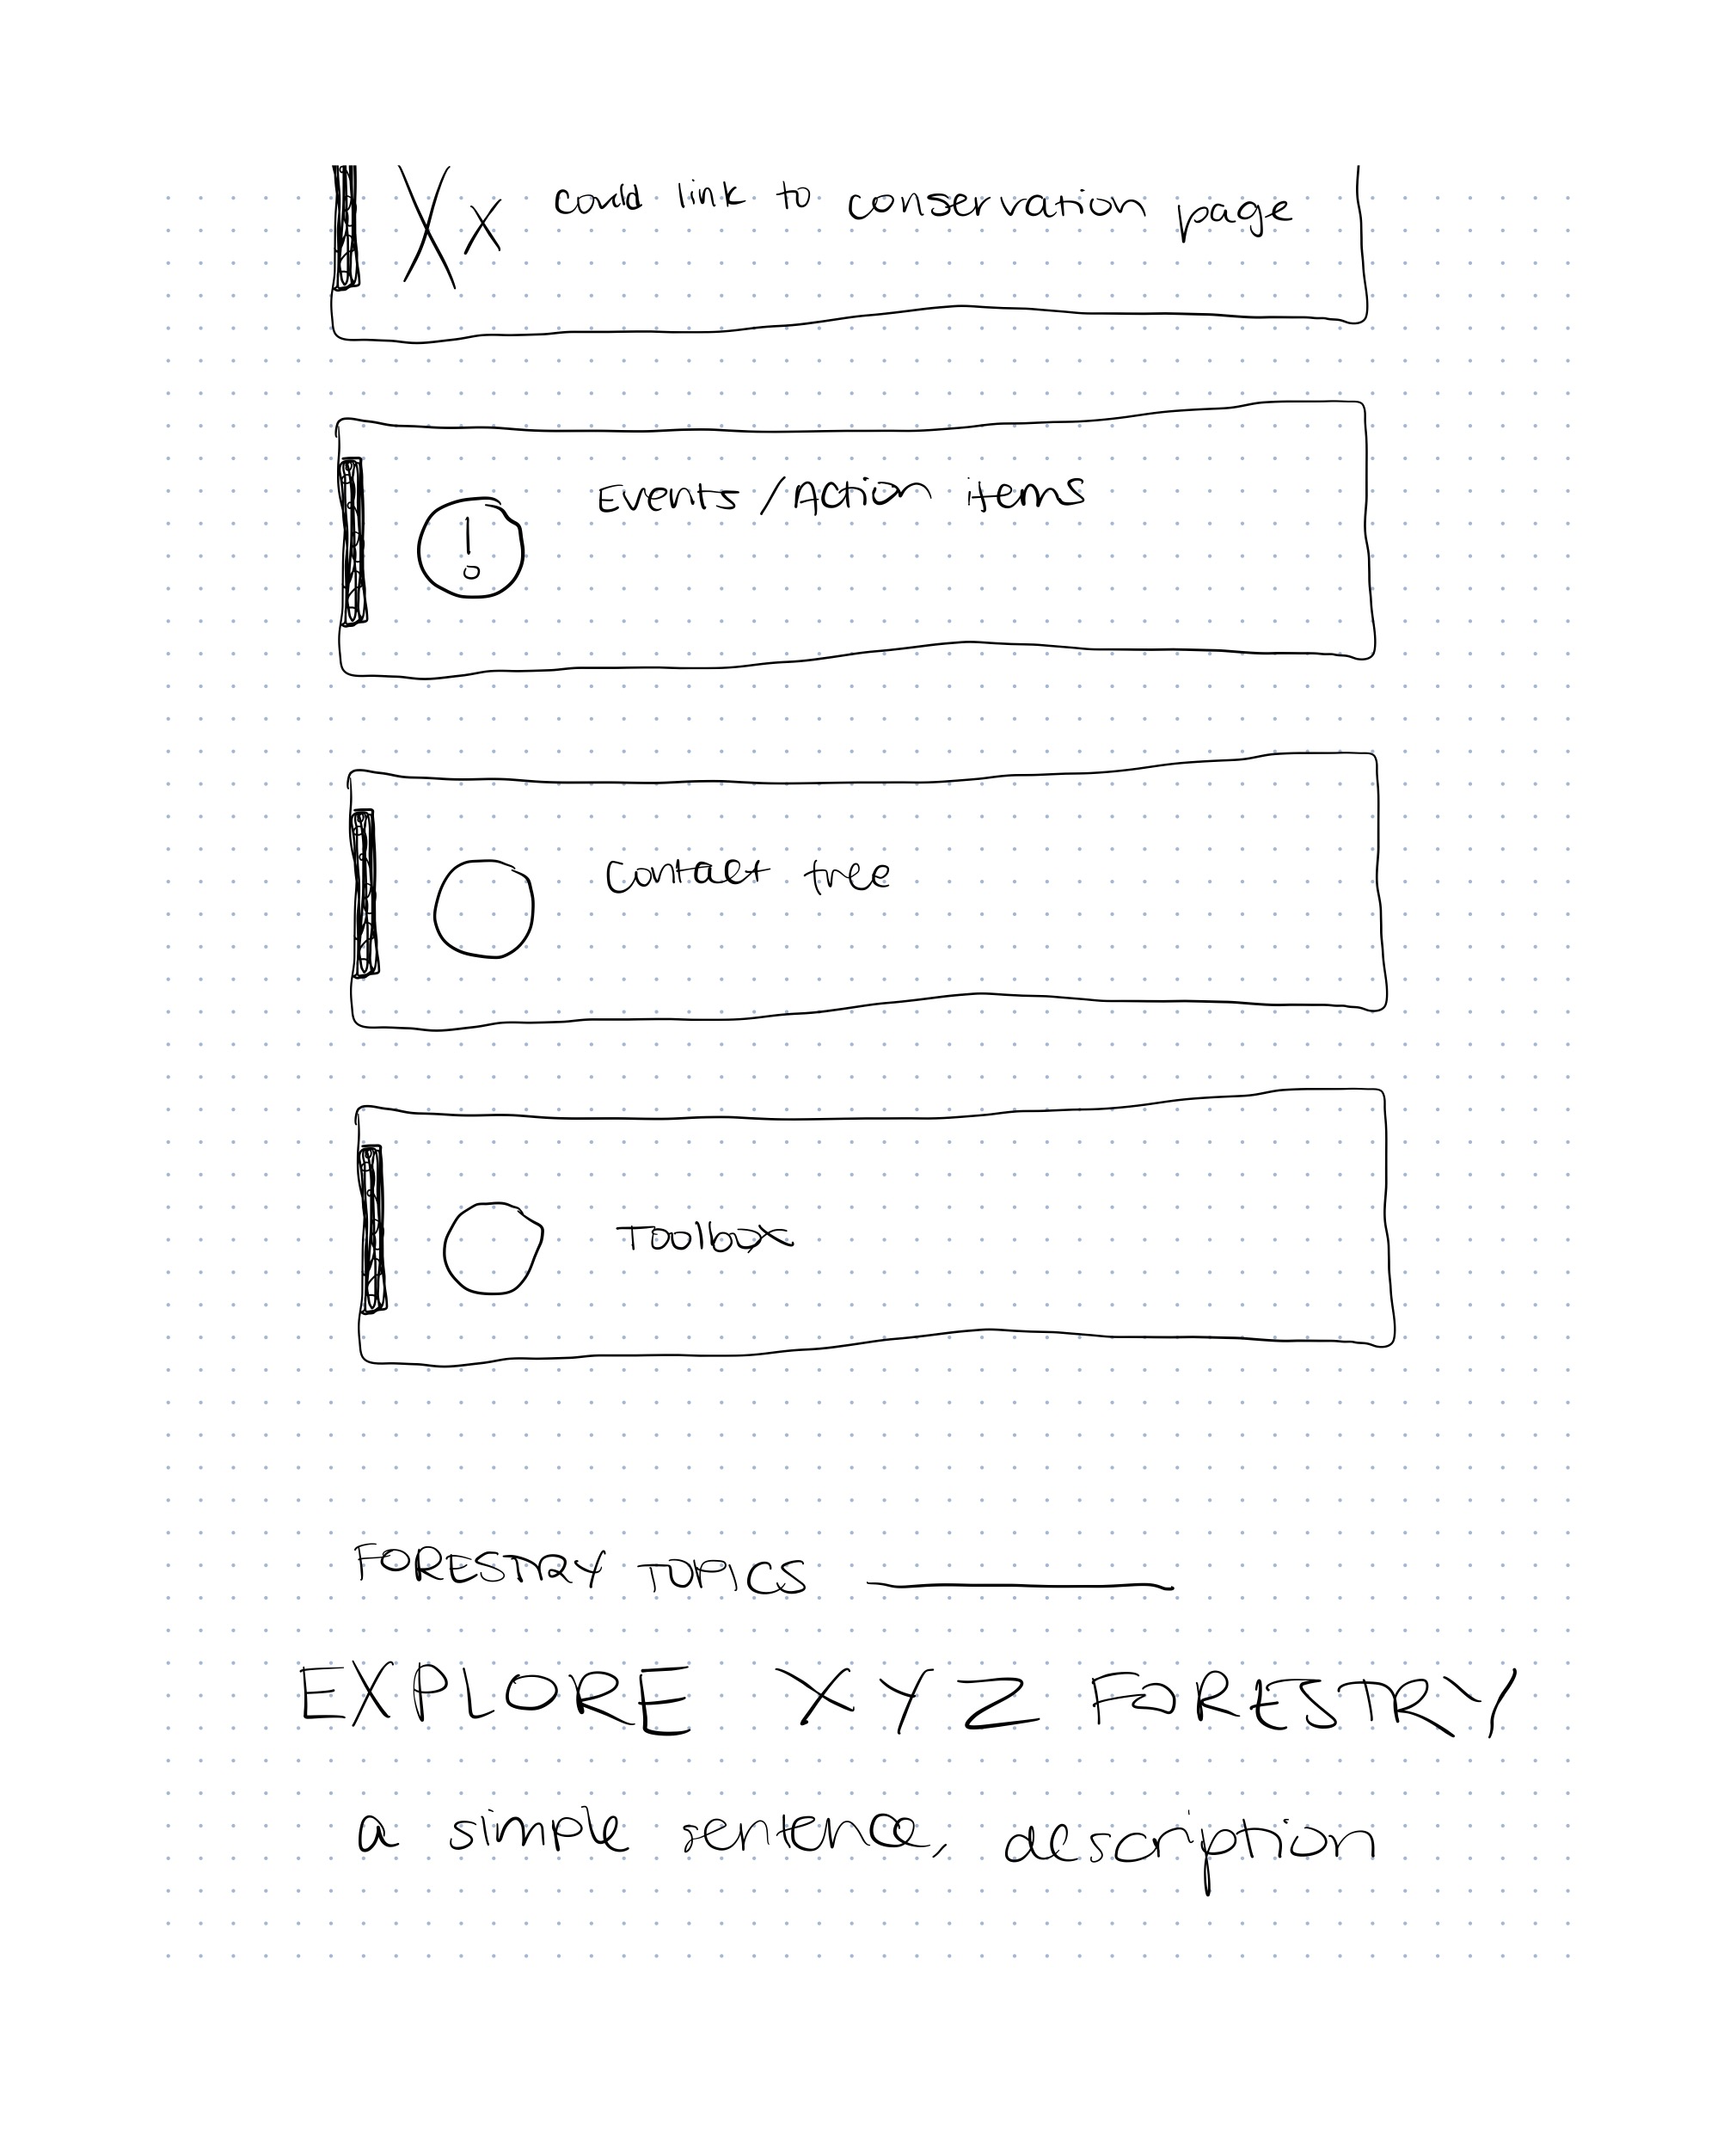 Xx could link to conservation page
!
Events/Action items
Contact tree
Toolbox
FORESTRY TOPICS
EXPLORE XYZ FORESTRY
a simple sentence, description